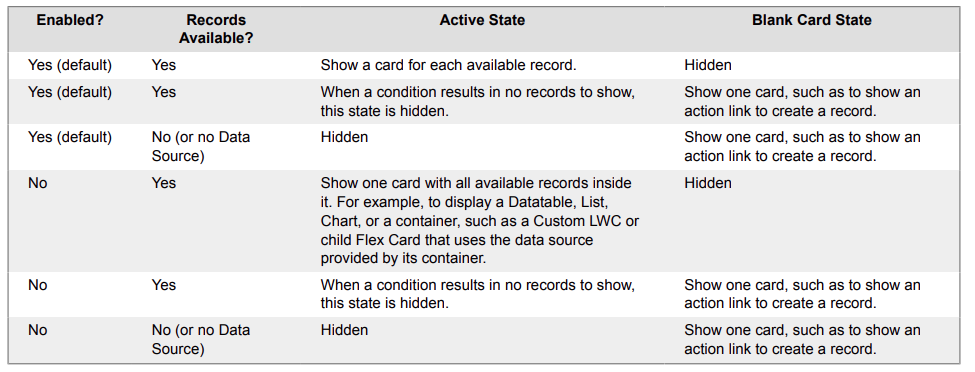 Enabled? Records Available? Active State Blank Card State
Yes (default) Yes Show a card for each available record. Hidden
Yes (default) Yes When a condition results in no records to show, this state is hidden. Show one card, such as to show an action link to create a record.
Yes (default) No (or no Data Source) Hidden Show one card, such as to show an action link to create a record.
No Yes Show one card with all available records inside it. For example, to display a Datatable, List, Chart, or a container, such as a Custom LWC or child Flex Card that uses the data source provided by its container. Hidden
No Yes When a condition results in no records to show, this state is hidden. Show one card, such as to show an action link to create a record.
No No (or no Data Source) Hidden Show one card, such as to show an action link to create a record.